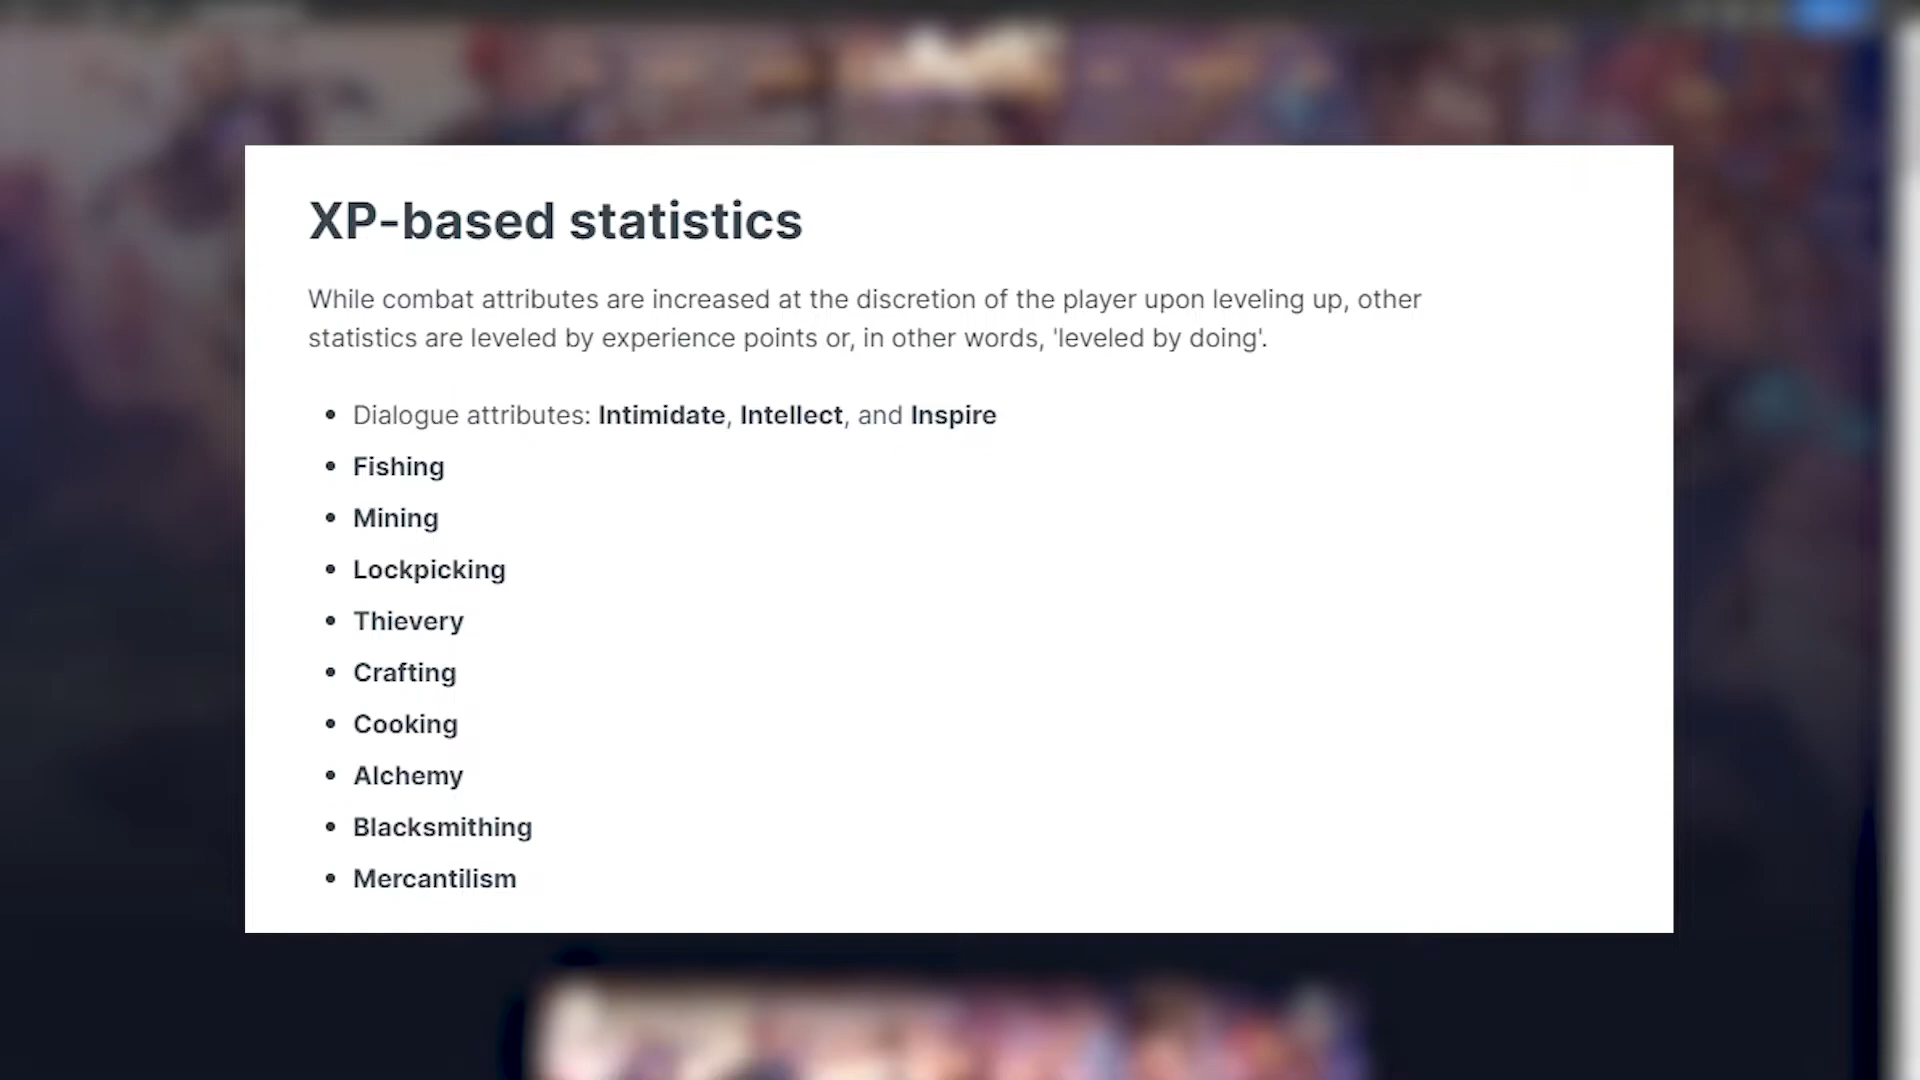 XP-based statistics
While combat attributes are increased at the discretion of the player upon leveling up, other
statistics are leveled by experience points or, in other words, 'leveled by doing'.
• Dialogue attributes: Intimidate, Intellect, and Inspire
• Fishing
• Mining
• Lockpicking
• Thievery
• Crafting
• Cooking
• Alchemy
• Blacksmithing
• Mercantilism